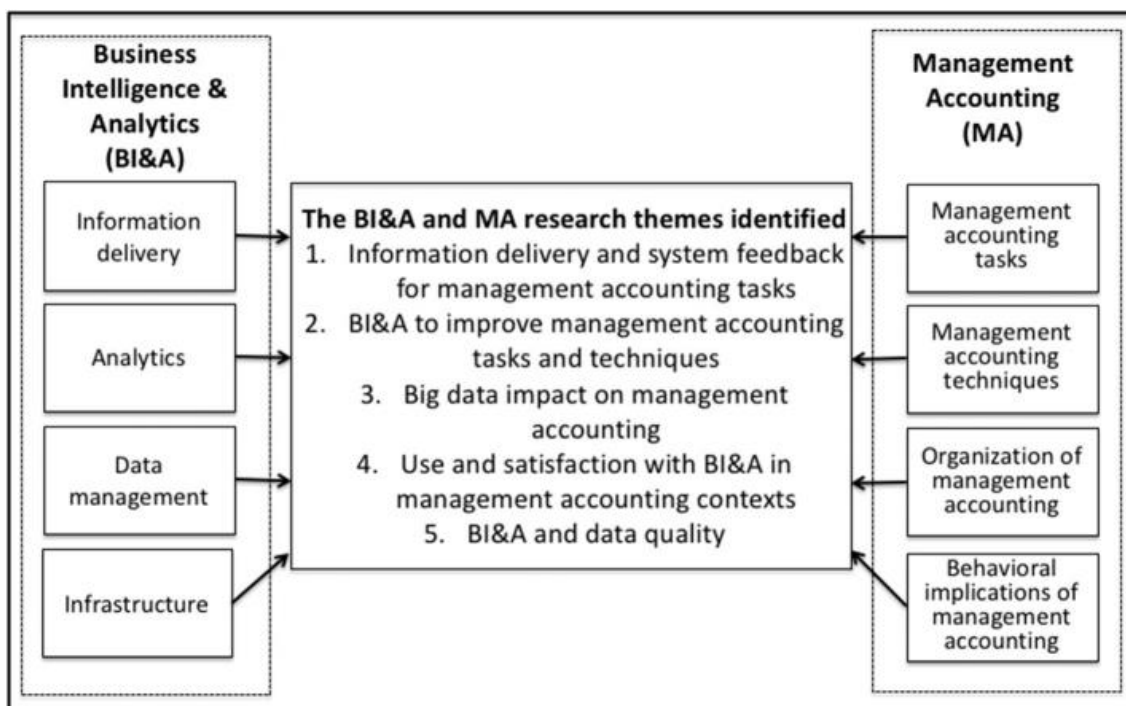 Business
Intelligence &
Analytics
(BI&A)
Information
delivery
Analytics
Data
management
Infrastructure
The BI&A and MA research themes identified
1. Information delivery and system feedback
for management accounting tasks
2. BI&A to improve management accounting
tasks and techniques
3. Big data impact on management
accounting
4. Use and satisfaction with BI&A in
management accounting contexts
5. BI&A and data quality
Management
Accounting
(MA)
Management
accounting
tasks
Management
accounting
techniques
Organization of
management
accounting
Behavioral
implications of
management
accounting